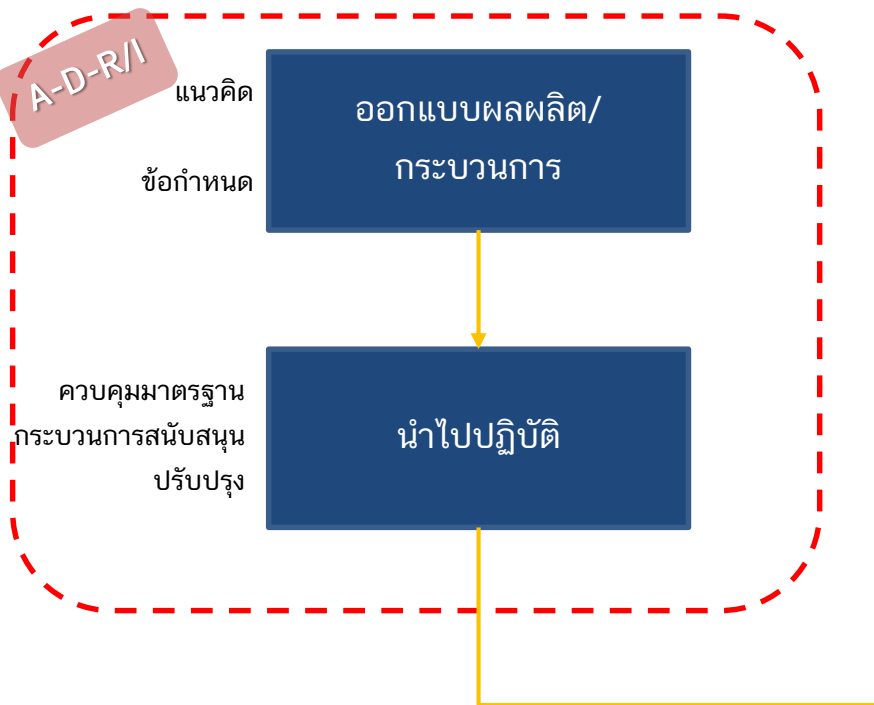 A-D-R/I
แนวคิด
ข้อกำหนด
ออกแบบผลผลิต/
กระบวนการ
ควบคุมมาตรฐาน
กระบวนการสนับสนุน
ปรับปรุง
นำไปปฏิบัติ